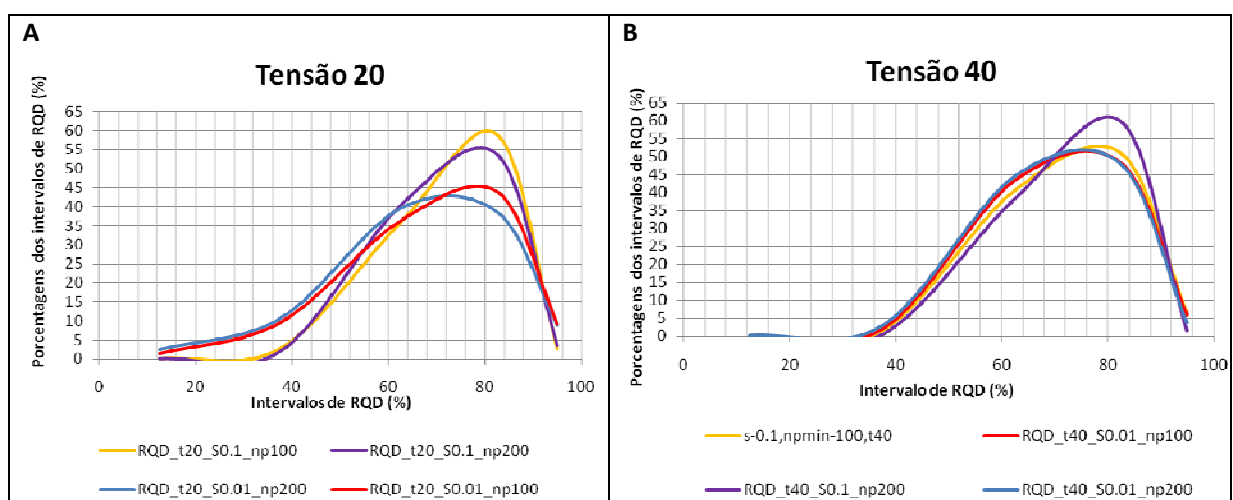 A
Tensão 20
Porcentagens dos intervalos de RQD (%)
65
60
55
50
45
40
35
30
25
20
15
10
5
0
0 20 40 60 80 100
Intervalos de RQD (%)
RQD_t20_S0.1_np100
RQD_t20_S0.1_np200
RQD_t20_S0.01_np200
RQD_t20_S0.01_np100
B
Tensão 40
Porcentagens dos intervalos de RQD (%)
65
60
55
50
45
40
35
30
25
20
15
10
5
0
0 20 40 60 80 100
Intervalo de RQD (%)
s-0.1,npmin-100,t40
RQD_t40_S0.01_np100
RQD_t40_S0.1_np200
RQD_t40_S0.01_np200